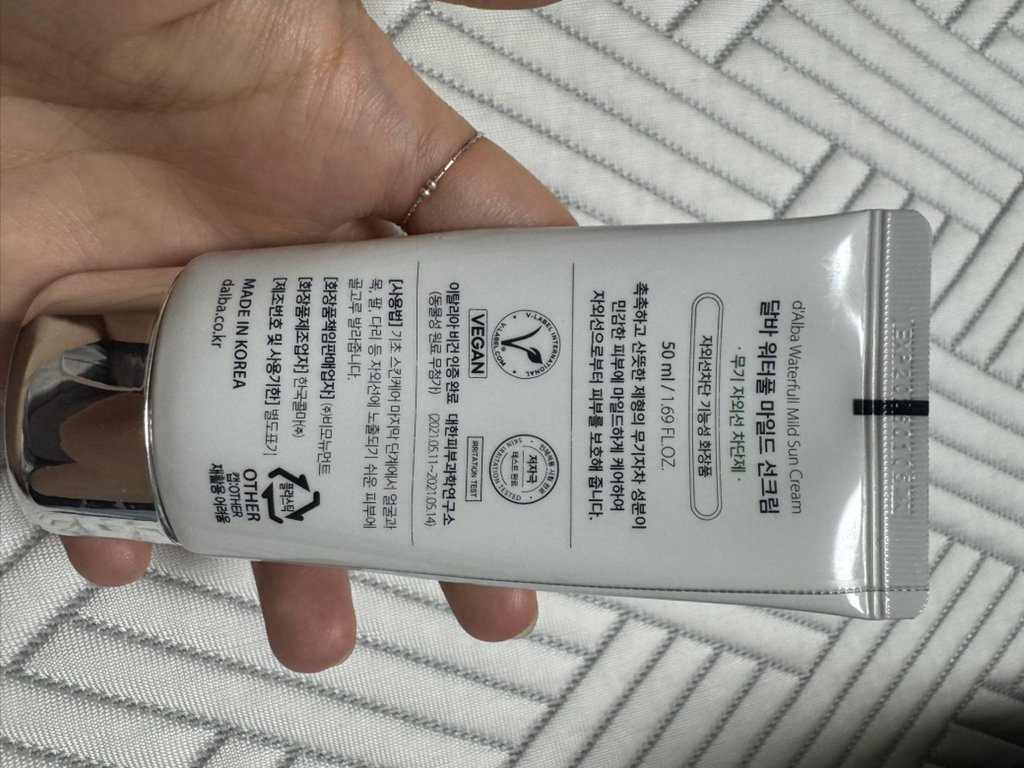 d'Alba Waterfull Mild Sun Cream
달바 워터풀 마일드 선크림
· 무기 자외선 차단제 ·
자외선차단 기능성 화장품
50 ml / 1.69 FL.OZ.
촉촉하고 산뜻한 제형의 무기자차 성분이
민감한 피부에 마일드하게 케어하여
자외선으로부터 피부를 보호해 줍니다.
V-LABEL INTERNATIONAL
V-LABEL.COM
VEGAN
이탈리아 비건 인증 완료
(동물성 원료 무첨가)
저자극
테스트 완료
SKIN IRRITATION TESTED
IRRITATION TEST
대한피부과학연구소
(2021.05.11~2021.05.14)
[사용법] 기초 스킨케어 마지막 단계에서 얼굴과
목, 팔, 다리 등 자외선에 노출되기 쉬운 피부에
골고루 발라줍니다.
[화장품책임판매업자] ㈜비모뉴먼트
[화장품제조업자] 한국콜마㈜
[제조번호 및 사용기한] 별도표기
MADE IN KOREA
dalba.co.kr
플라스틱
OTHER
캡:OTHER
재활용어려움